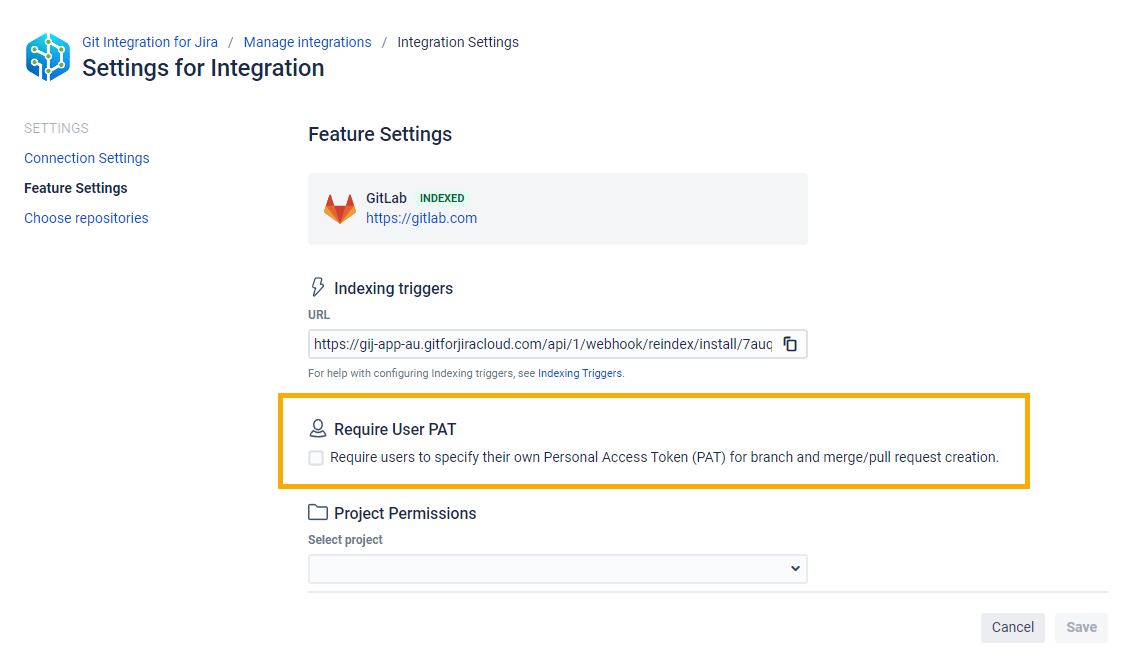 Git Integration for Jira / Manage integrations / Integration Settings
Settings for Integration
SETTINGS
Connection Settings
Feature Settings
Choose repositories
Feature Settings
GitLab INDEXED
https://gitlab.com
Indexing triggers
URL
https://gij-app-au.gitforjiracloud.com/api/1/webhook/reindex/install/7auq
For help with configuring Indexing triggers, see Indexing Triggers.
Require User PAT
Require users to specify their own Personal Access Token (PAT) for branch and merge/pull request creation.
Project Permissions
Select project
Cancel Save